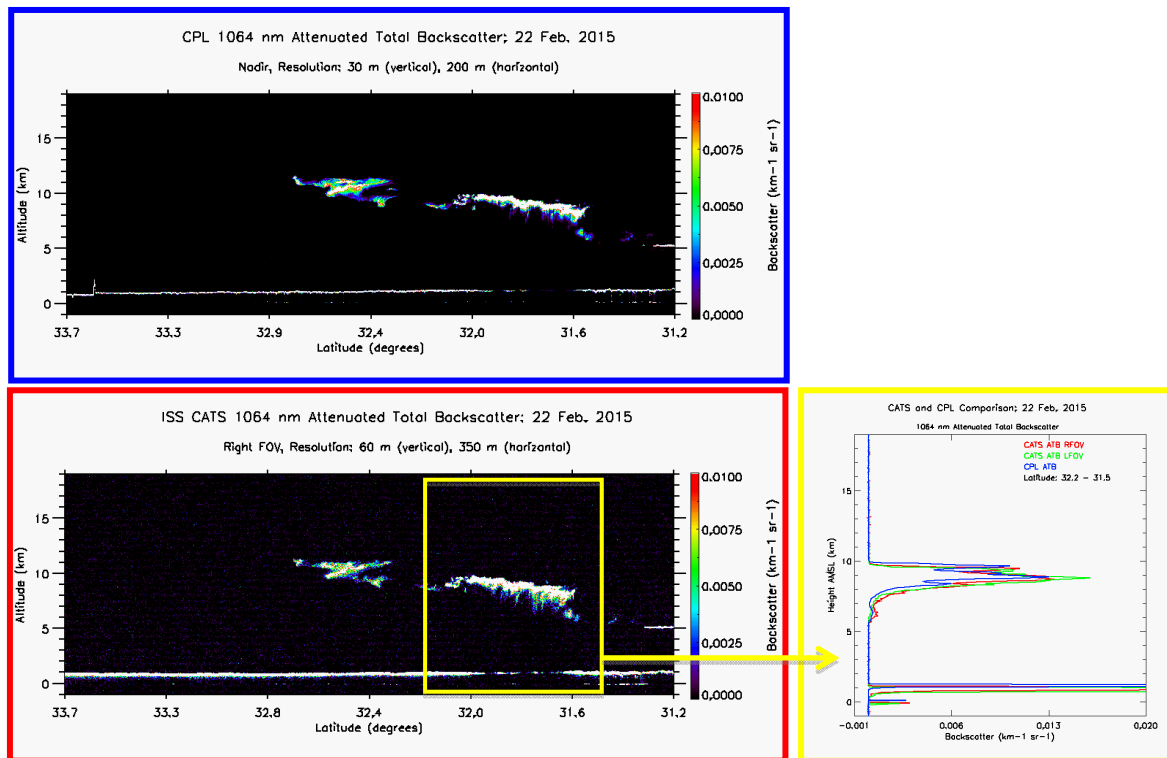 CPL 1064 nm Attenuated Total Backscatter; 22 Feb. 2015
Nadir, Resolution: 30 m (vertical), 200 m (horizontal)
Altitude (km)
15
10
5
0
33.7 33.3 32.9 32.4 32.0 31.6 31.2
Latitude (degrees)
0.0100
0.0075
0.0050
0.0025
0.0000
Backscatter (km-1 sr-1)
ISS CATS 1064 nm Attenuated Total Backscatter; 22 Feb. 2015
Right FOV, Resolution: 60 m (vertical), 350 m (horizontal)
Altitude (km)
15
10
5
0
33.7 33.3 32.9 32.4 32.0 31.6 31.2
Latitude (degrees)
0.0100
0.0075
0.0050
0.0025
0.0000
Backscatter (km-1 sr-1)
CATS and CPL Comparison; 22 Feb. 2015
1064 nm Attenuated Total Backscatter
CATS ATB RFOV
CATS ATB LFOV
CPL ATB
Latitude: 32.2 - 31.5
Height AMSL (km)
15
10
5
0
-0.001 0.006 0.013 0.020
Backscatter (km-1 sr-1)